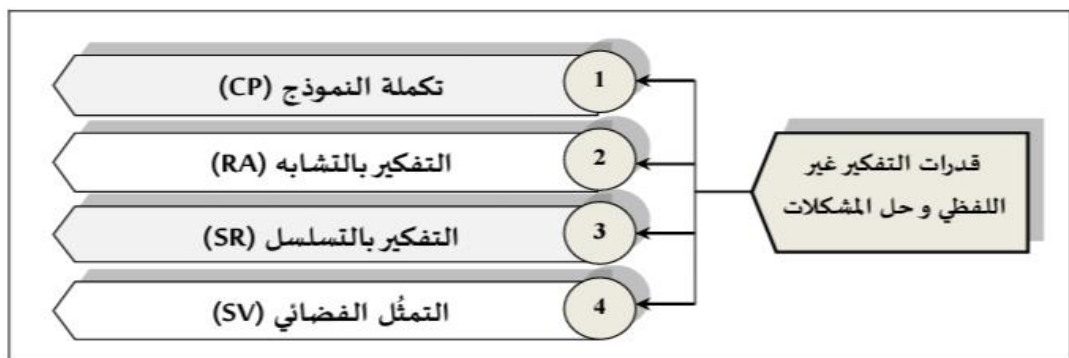 قدرات التفكير غير
اللفظي و حل المشكلات
1
تكملة النموذج (CP)
2
التفكير بالتشابه (RA)
3
التفكير بالتسلسل (SR)
4
التمثُل الفضائي (SV)